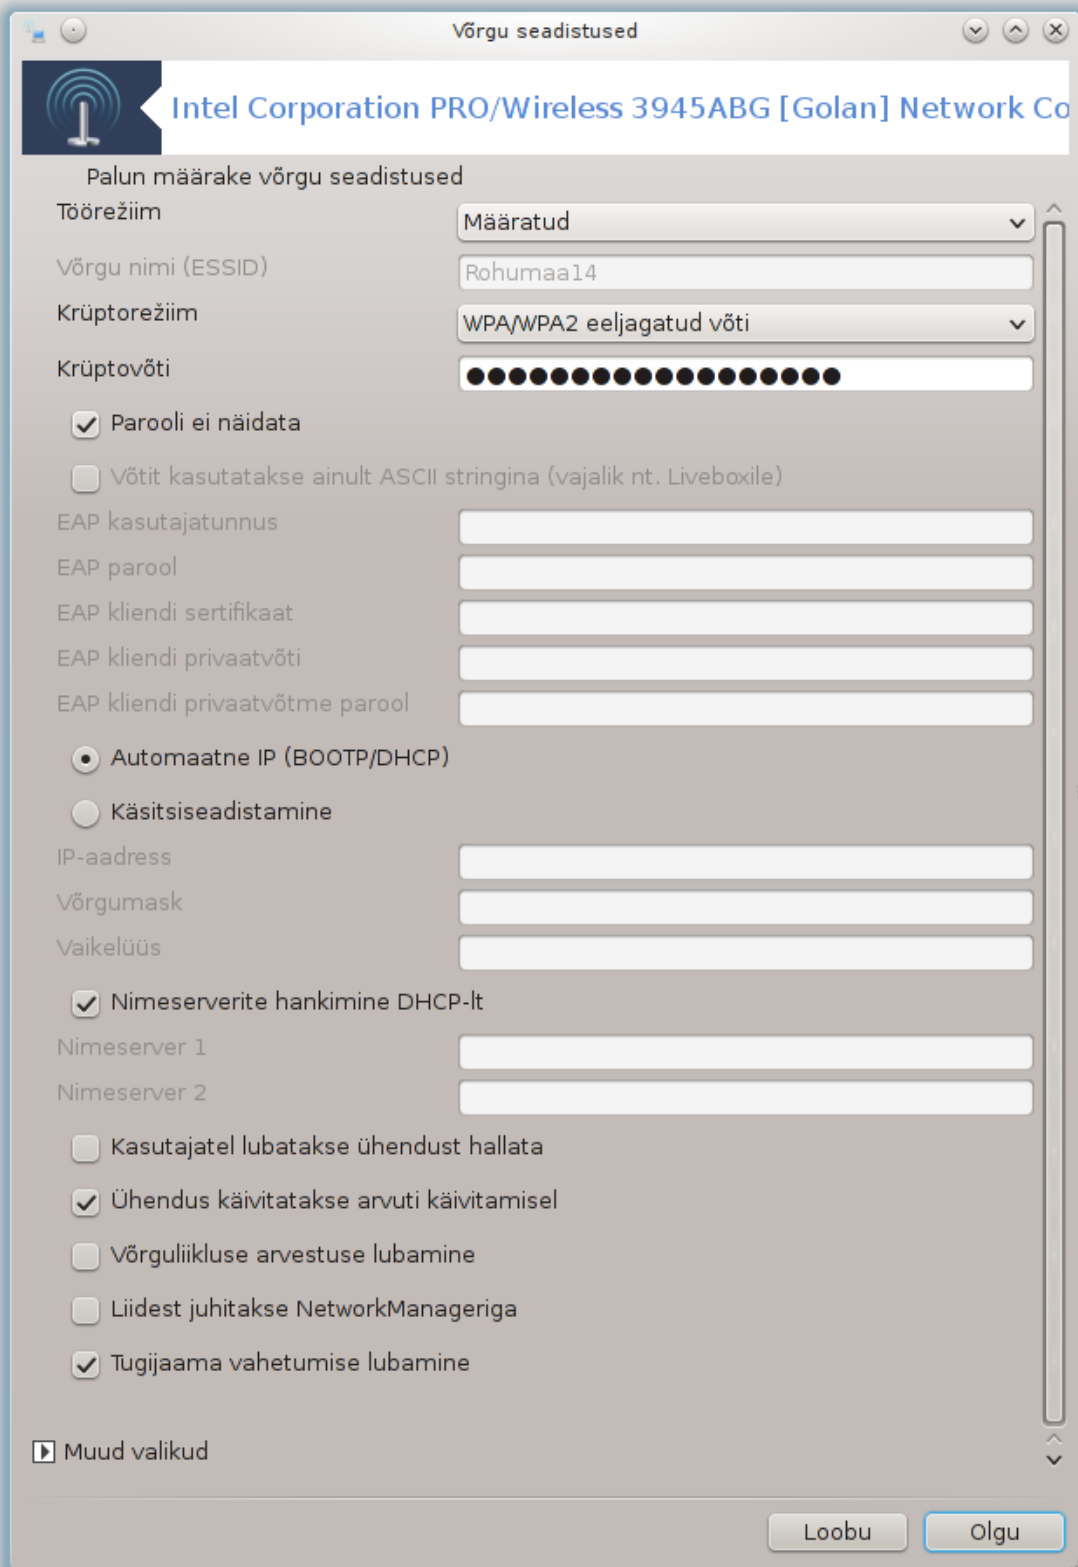 Võrgu seadistused
Intel Corporation PRO/Wireless 3945ABG [Golan] Network Co
Palun määrake võrgu seadistused
Töörežiim
Määratud
Võrgu nimi (ESSID)
Rohumaa14
Krüptorežiim
WPA/WPA2 eeljagatud võti
Krüptovõti
●●●●●●●●●●●●●●●●●●
Parooli ei näidata
Võtit kasutatakse ainult ASCII stringina (vajalik nt. Liveboxile)
EAP kasutajatunnus
EAP parool
EAP kliendi sertifikaat
EAP kliendi privaatvõti
EAP kliendi privaatvõtme parool
Automaatne IP (BOOTP/DHCP)
Käsitsiseadistamine
IP-aadress
Võrgumask
Vaikelüüs
Nimeserverite hankimine DHCP-lt
Nimeserver 1
Nimeserver 2
Kasutajatel lubatakse ühendust hallata
Ühendus käivitatakse arvuti käivitamisel
Võrguliikluse arvestuse lubamine
Liidest juhitakse NetworkManageriga
Tugijaama vahetumise lubamine
Muud valikud
Loobu
Olgu